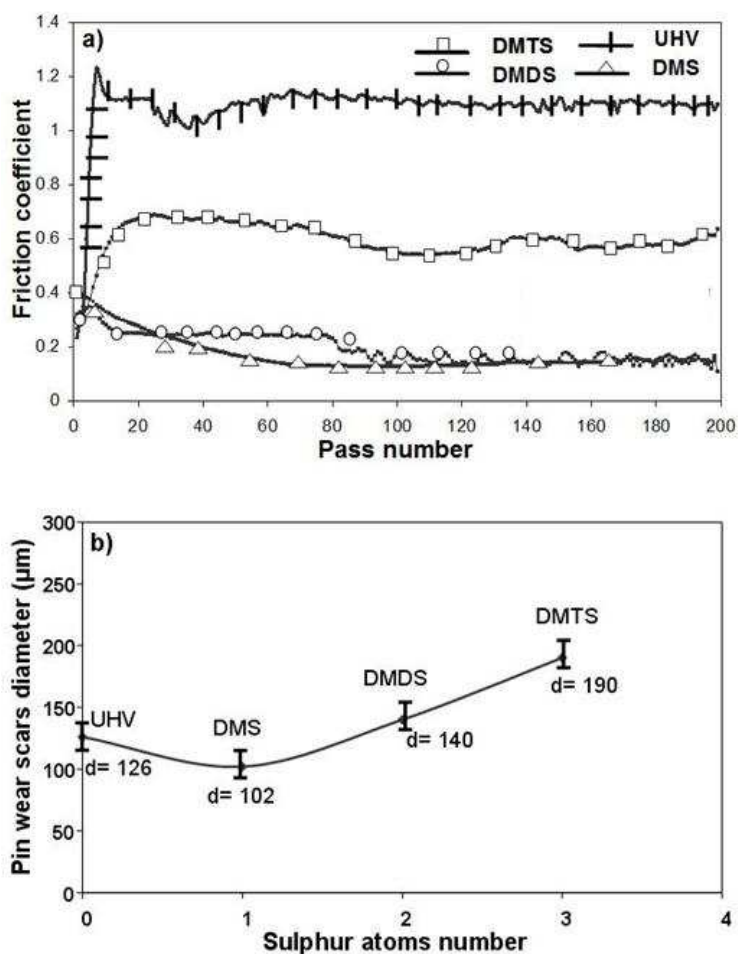 a)
DMTS
UHV
DMDS
DMS
1.4
1.2
1
0.8
0.6
0.4
0.2
0
Friction coefficient
0 20 40 60 80 100 120 140 160 180 200
Pass number
b)
300
250
200
150
100
50
0
Pin wear scars diameter (µm)
DMTS
d= 190
DMDS
d= 140
UHV
d= 126
DMS
d= 102
0 1 2 3 4
Sulphur atoms number